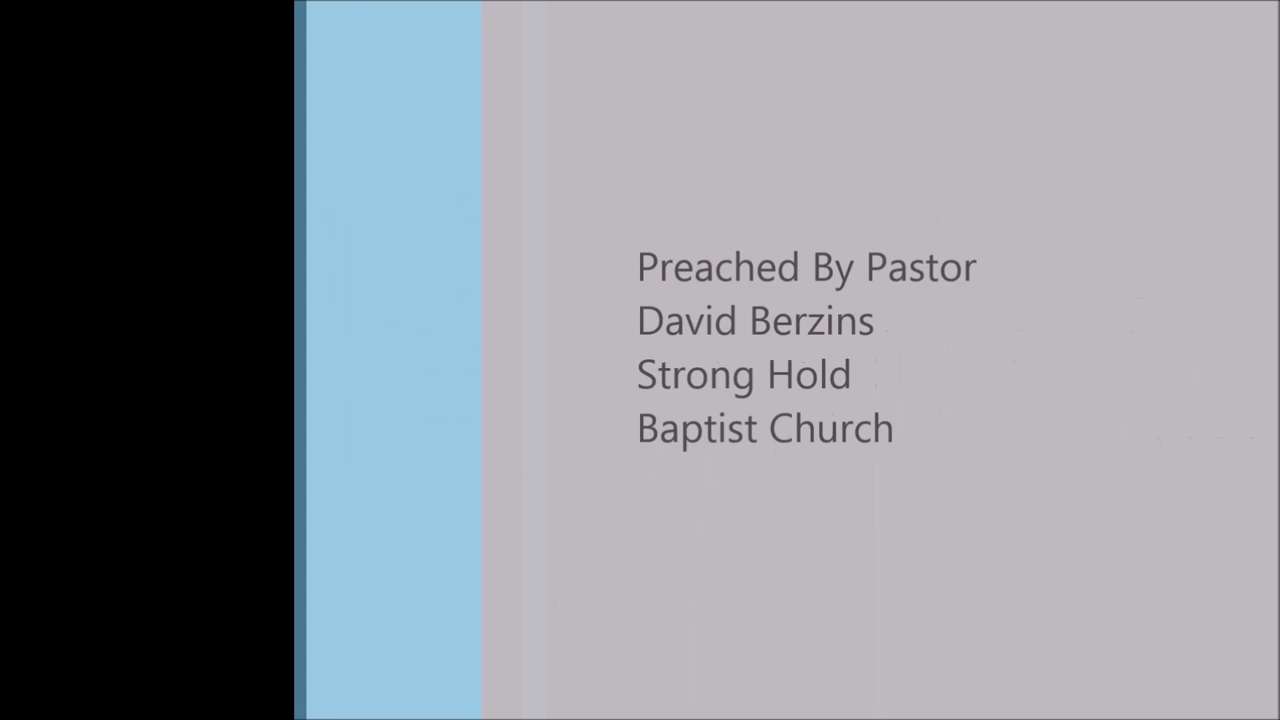 Preached By Pastor
David Berzins
Strong Hold
Baptist Church